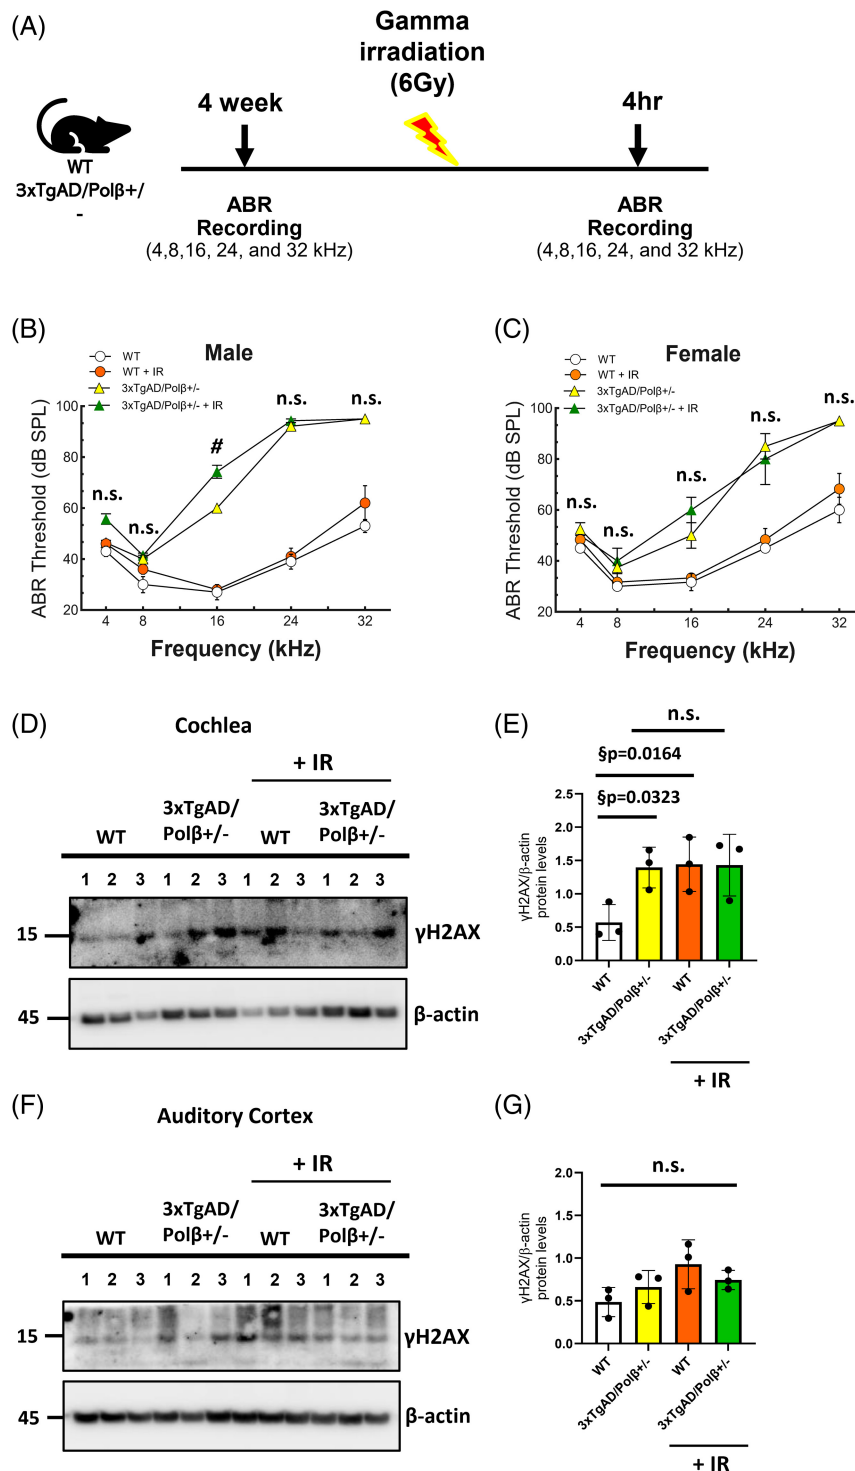 (A)
Gamma
irradiation
(6Gy)
4 week
4hr
WT
3xTgAD/Polβ+/
-
ABR
Recording
(4,8,16, 24, and 32 kHz)
ABR
Recording
(4,8,16, 24, and 32 kHz)
(B)
Male
WT
WT + IR
3xTgAD/Polβ+/-
3xTgAD/Polβ+/- + IR
ABR Threshold (dB SPL)
100
80
60
40
20
n.s.
n.s.
#
n.s.
n.s.
4 8 16 24 32
Frequency (kHz)
(C)
Female
WT
WT + IR
3xTgAD/Polβ+/-
3xTgAD/Polβ+/- + IR
ABR Threshold (dB SPL)
100
80
60
40
20
n.s.
n.s.
n.s.
n.s.
n.s.
4 8 16 24 32
Frequency (kHz)
(D)
Cochlea
+ IR
WT
3xTgAD/
Polβ+/-
WT
3xTgAD/
Polβ+/-
1 2 3 1 2 3 1 2 3 1 2 3
15
γH2AX
45
β-actin
(E)
n.s.
§p=0.0164
§p=0.0323
γH2AX/β-actin
protein levels
2.5
2.0
1.5
1.0
0.5
0.0
WT
3xTgAD/Polβ+/-
WT
3xTgAD/Polβ+/-
+ IR
(F)
Auditory Cortex
+ IR
WT
3xTgAD/
Polβ+/-
WT
3xTgAD/
Polβ+/-
1 2 3 1 2 3 1 2 3 1 2 3
15
γH2AX
45
β-actin
(G)
n.s.
γH2AX/β-actin
protein levels
2.0
1.5
1.0
0.5
0.0
WT
3xTgAD/Polβ+/-
WT
3xTgAD/Polβ+/-
+ IR